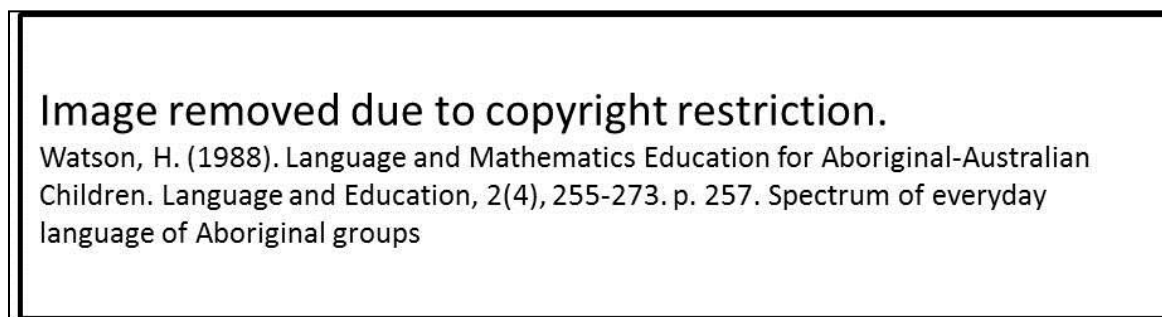 Image removed due to copyright restriction.
Watson, H. (1988). Language and Mathematics Education for Aboriginal-Australian
Children. Language and Education, 2(4), 255-273. p. 257. Spectrum of everyday
language of Aboriginal groups